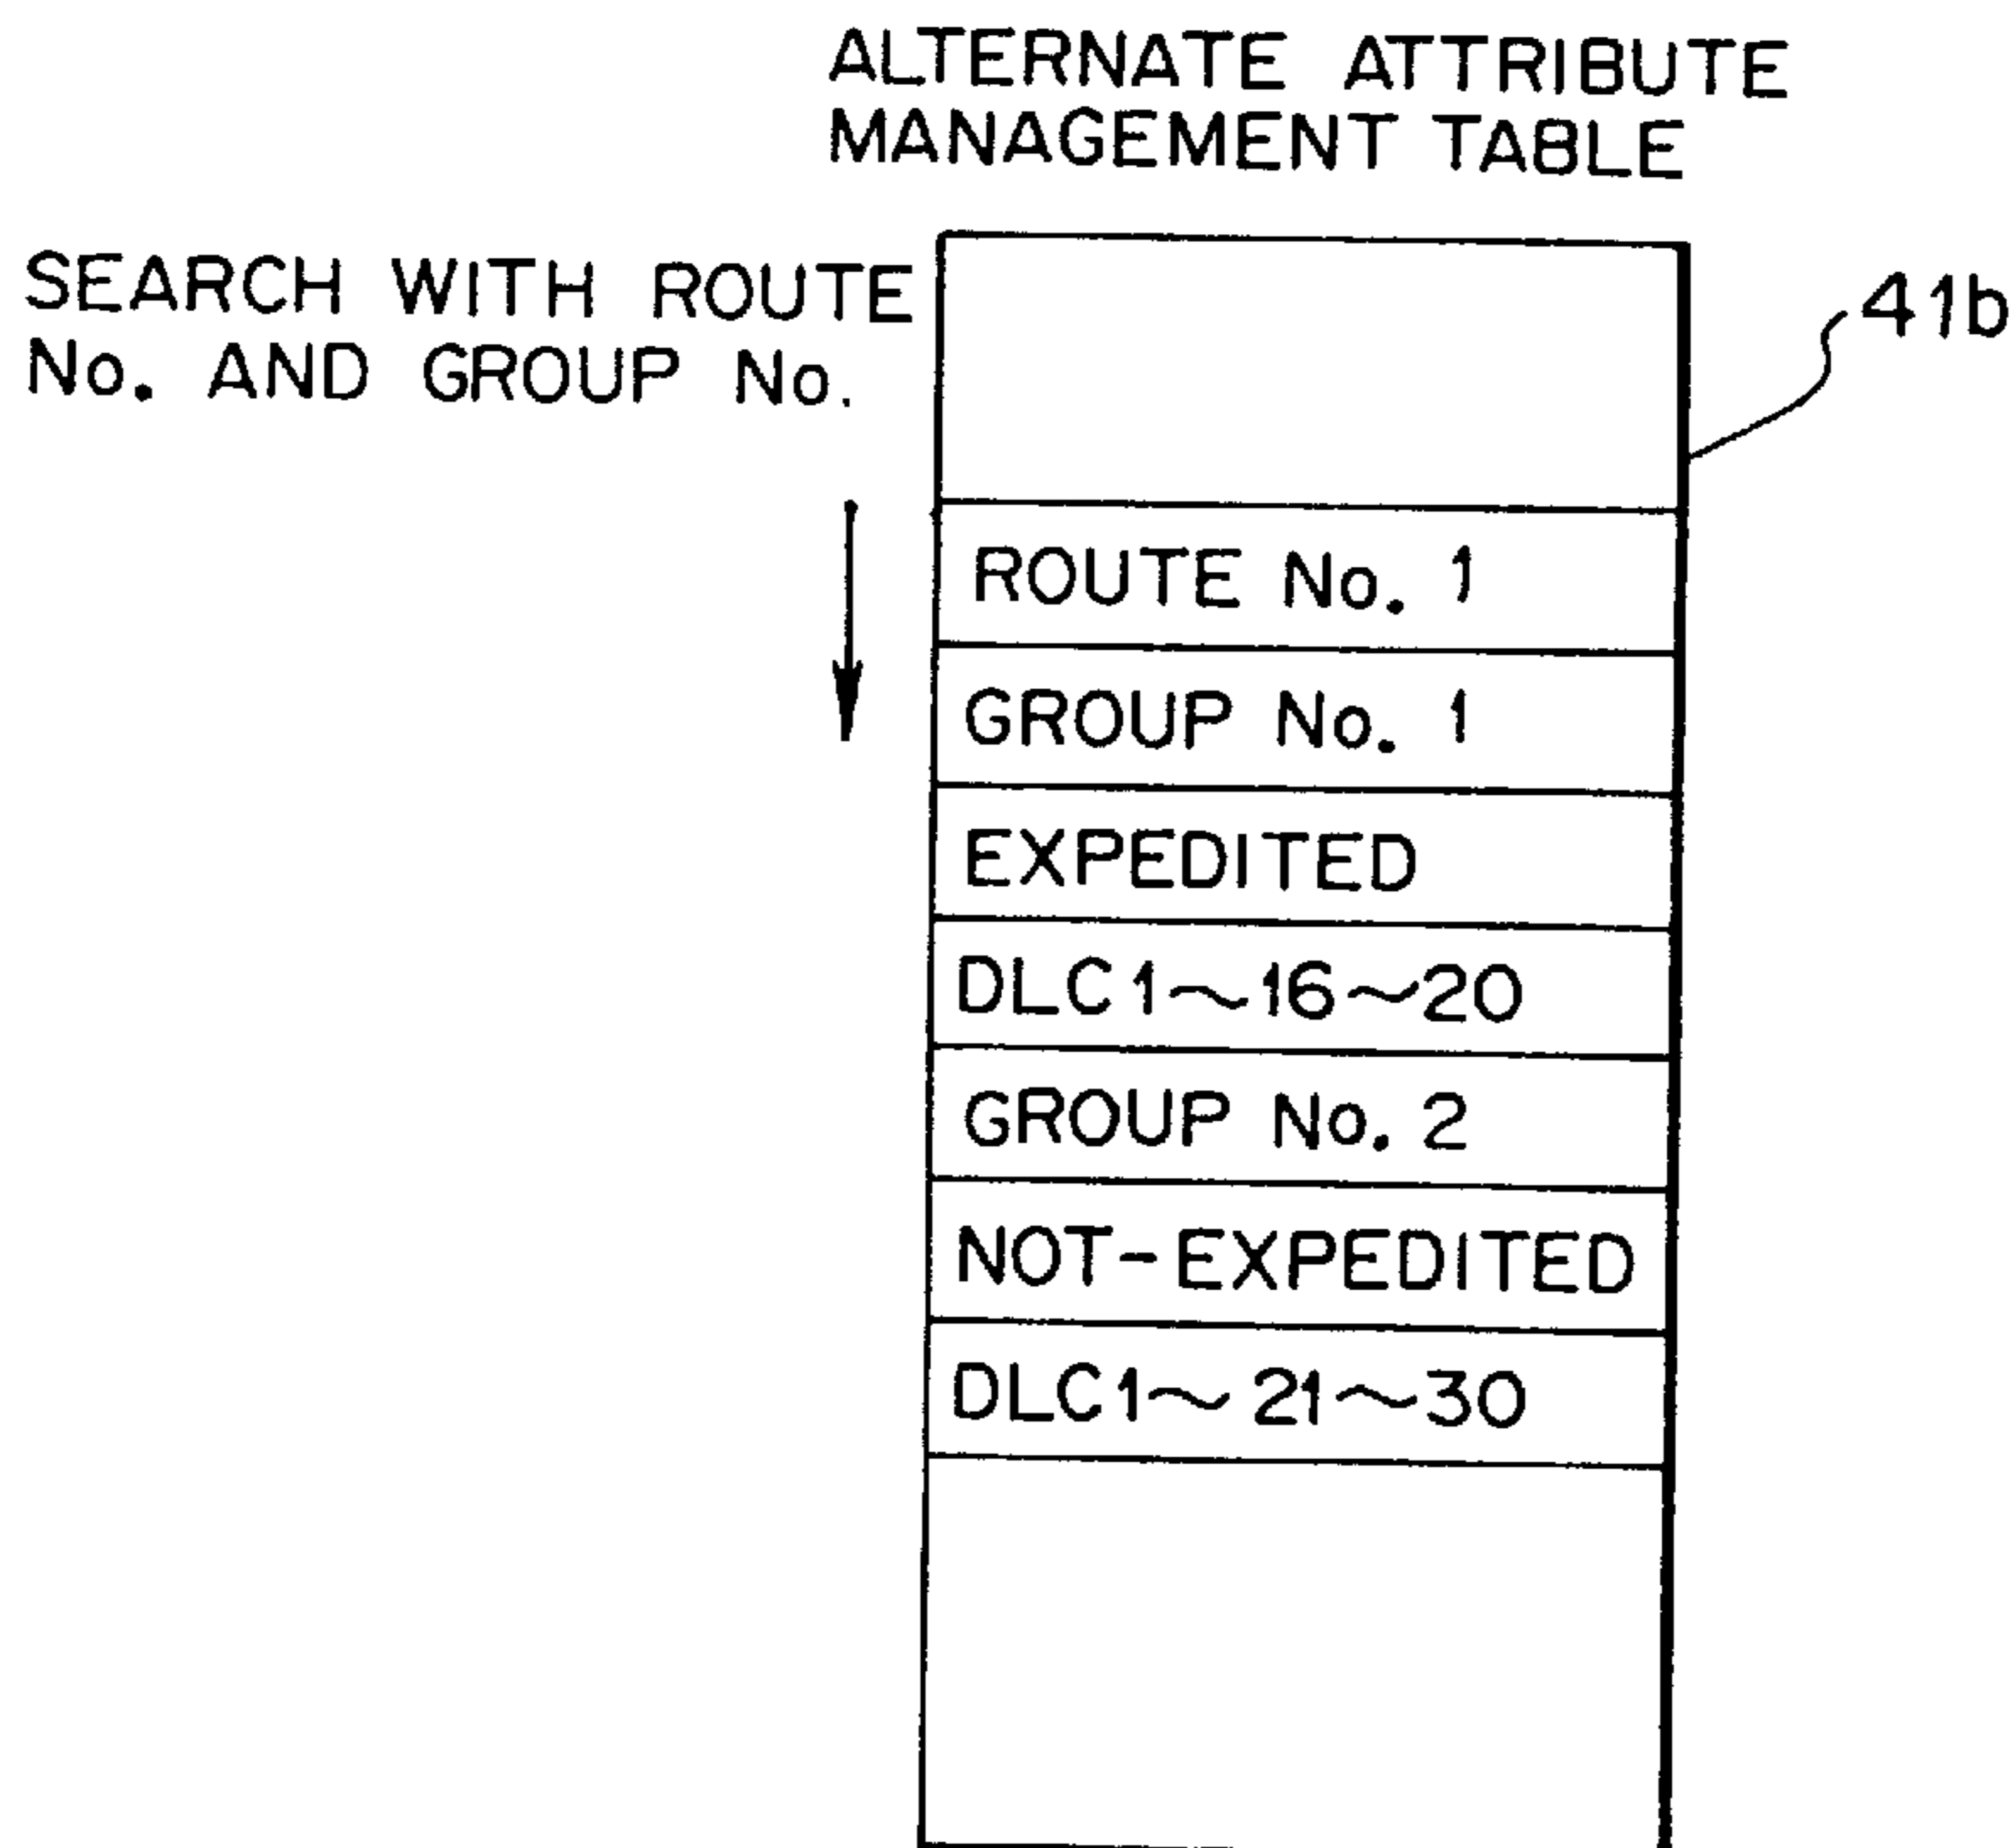 ALTERNATE ATTRIBUTE
MANAGEMENT TABLE
SEARCH WITH ROUTE
No. AND GROUP No.
41b
ROUTE No. 1
GROUP No. 1
EXPEDITED
DLC1~16~20
GROUP No. 2
NOT-EXPEDITED
DLC1~21~30